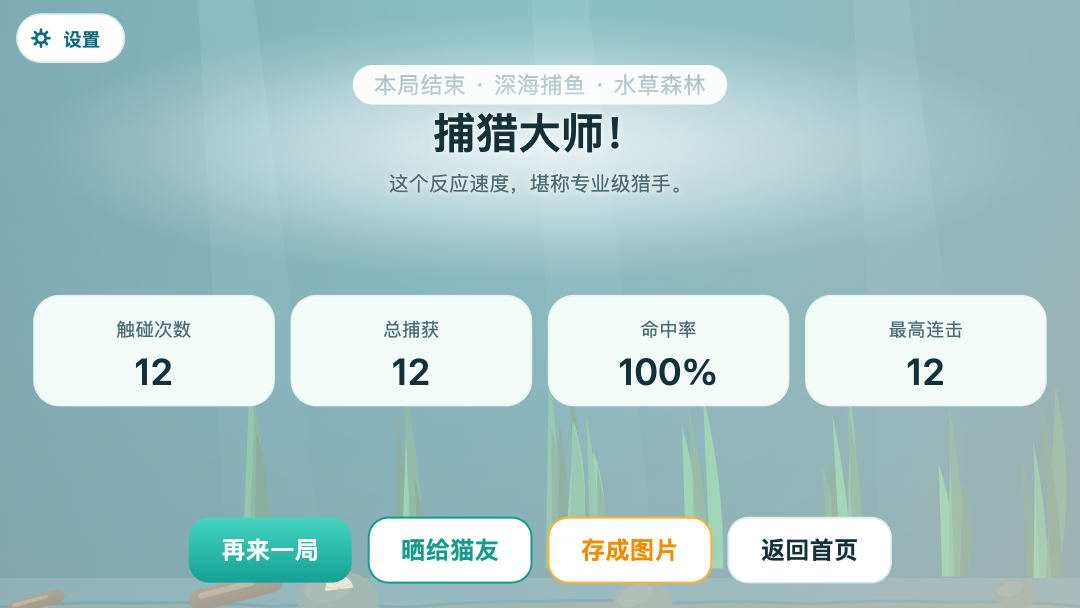 设置
本局结束 · 深海捕鱼 · 水草森林
捕猎大师！
这个反应速度，堪称专业级猎手。
触碰次数
12
总捕获
12
命中率
100%
最高连击
12
再来一局
晒给猫友
存成图片
返回首页